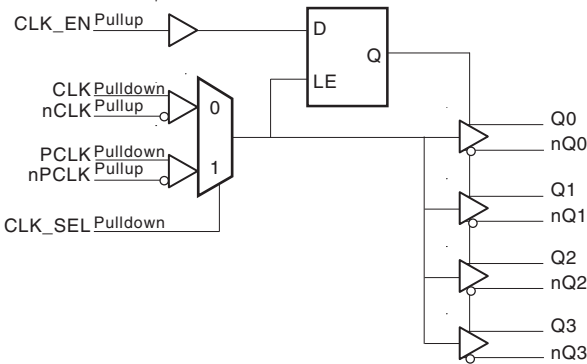 CLK_EN Pullup
D
Q
LE
CLK Pulldown
nCLK Pullup
0
PCLK Pulldown
nPCLK Pullup
1
CLK_SEL Pulldown
Q0
nQ0
Q1
nQ1
Q2
nQ2
Q3
nQ3